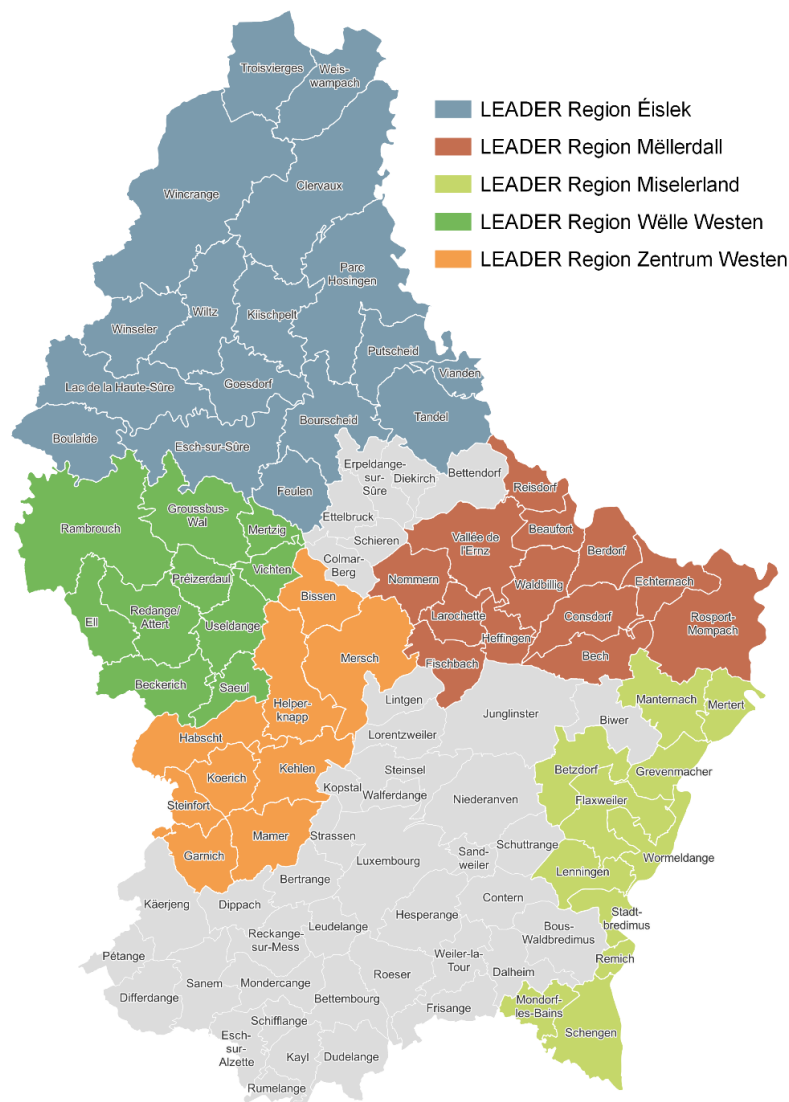 Troisvierges
Weis-
wampach
LEADER Region Éislek
LEADER Region Mëllerdall
LEADER Region Miselerland
LEADER Region Wëlle Westen
LEADER Region Zentrum Westen
Wincrange
Clervaux
Parc
Hosingen
Wiltz
Kiischpelt
Winseler
Putscheid
Vianden
Lac de la Haute-Sûre
Goesdorf
Tandel
Bourscheid
Boulaide
Esch-sur-Sûre
Feulen
Erpeldange-
sur-
Sûre
Diekirch
Bettendorf
Reisdorf
Rambrouch
Groussbus-
Wal
Mertzig
Ettelbruck
Schieren
Colmar-
Berg
Vallée de
l'Ernz
Beaufort
Berdorf
Préizerdaul
Vichten
Bissen
Nommern
Waldbillig
Echternach
Ell
Redange/
Attert
Useldange
Larochette
Heffingen
Consdorf
Rosport-
Mompach
Mersch
Fischbach
Bech
Beckerich
Saeul
Helper-
knapp
Lintgen
Junglinster
Manternach
Mertert
Biwer
Habscht
Lorentzweiler
Koerich
Kehlen
Steinsel
Betzdorf
Grevenmacher
Steinfort
Kopstal
Walferdange
Niederanven
Flaxweiler
Garnich
Mamer
Strassen
Luxembourg
Sand-
weiler
Schuttrange
Wormeldange
Lenningen
Bertrange
Käerjeng
Dippach
Contern
Hesperange
Stadt-
bredimus
Reckange-
sur-Mess
Leudelange
Bous-
Waldbredimus
Pétange
Weiler-la-
Tour
Remich
Differdange
Sanem
Mondercange
Roeser
Dalheim
Bettembourg
Frisange
Mondorf-
les-Bains
Schengen
Schifflange
Esch-
sur-
Alzette
Kayl
Dudelange
Rumelange